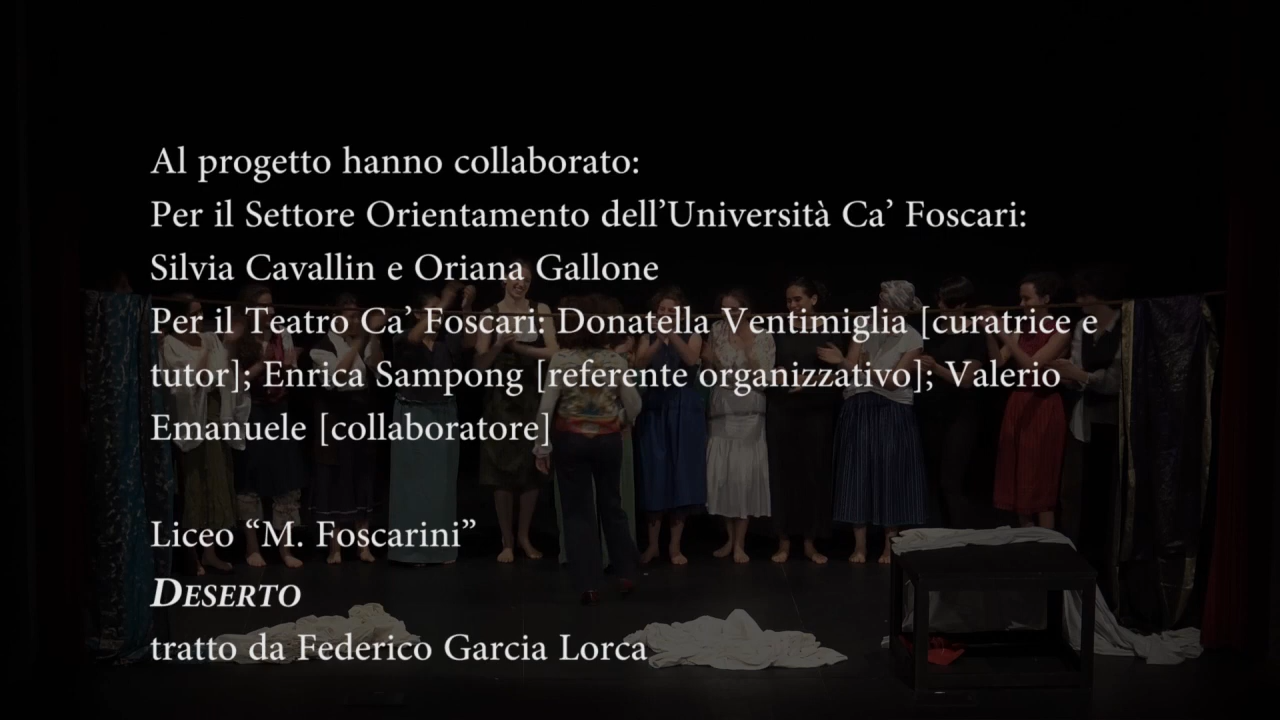 Al progetto hanno collaborato:
Per il Settore Orientamento dell’Università Ca’ Foscari:
Silvia Cavallin e Oriana Gallone
Per il Teatro Ca’ Foscari: Donatella Ventimiglia [curatrice e
tutor]; Enrica Sampong [referente organizzativo]; Valerio
Emanuele [collaboratore]
Liceo “M. Foscarini”
DESERTO
tratto da Federico Garcia Lorca